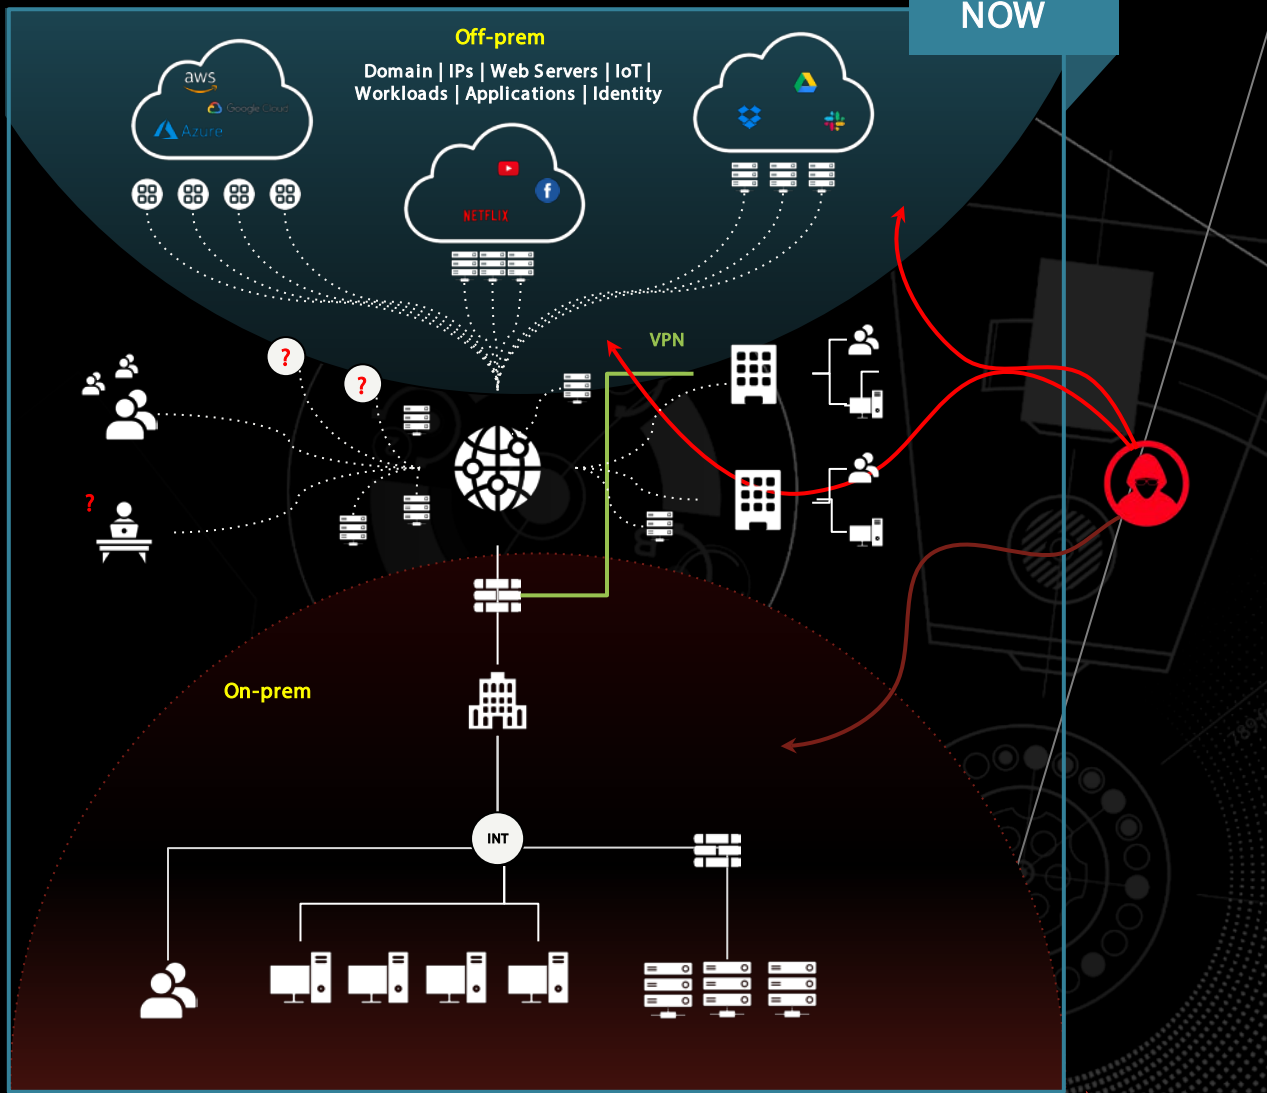 NOW
Off-prem
Domain | IPs | Web Servers | IoT |
Workloads | Applications | Identity
aws
Google Cloud
Azure
NETFLIX
f
VPN
?
?
?
On-prem
INT